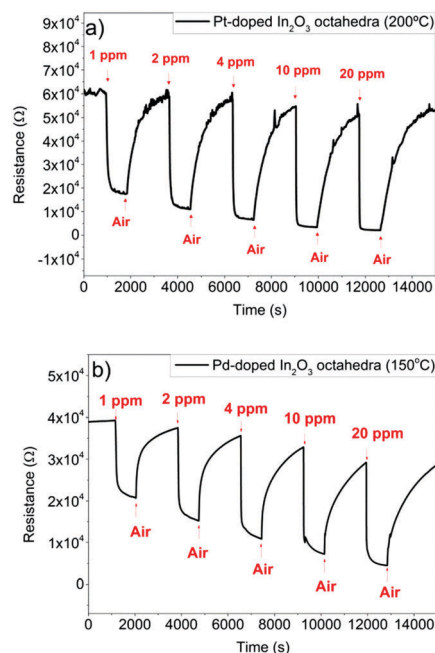 a)
Pt-doped In₂O₃ octahedra (200ºC)
9x10⁴
8x10⁴
7x10⁴
6x10⁴
5x10⁴
4x10⁴
3x10⁴
2x10⁴
1x10⁴
0
-1x10⁴
Resistance (Ω)
1 ppm
2 ppm
4 ppm
10 ppm
20 ppm
Air
Air
Air
Air
Air
0 2000 4000 6000 8000 10000 12000 14000
Time (s)
b)
Pd-doped In₂O₃ octahedra (150°C)
5x10⁴
4x10⁴
3x10⁴
2x10⁴
1x10⁴
0
Resistance (Ω)
1 ppm
2 ppm
4 ppm
10 ppm
20 ppm
Air
Air
Air
Air
Air
0 2000 4000 6000 8000 10000 12000 14000
Time (s)